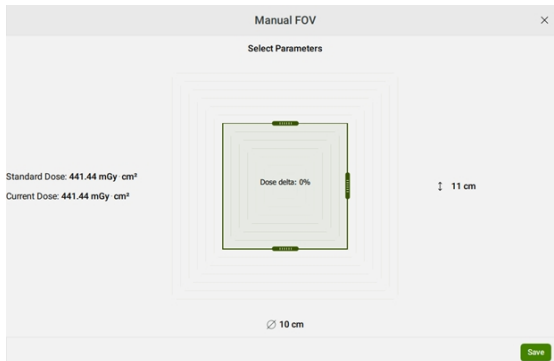 Manual FOV
Select Parameters
Standard Dose: 441.44 mGy·cm²
Current Dose: 441.44 mGy·cm²
Dose delta: 0%
11 cm
10 cm
Save